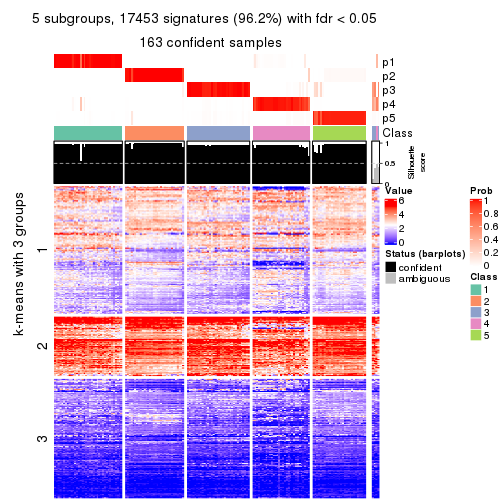 5 subgroups, 17453 signatures (96.2%) with fdr < 0.05
163 confident samples
p1
p2
p3
p4
p5
Class
1
0.5
0
Silhouette
score
k-means with 3 groups
1
2
3
Value
6
4
2
0
Status (barplots)
confident
ambiguous
Prob
1
0.8
0.6
0.4
0.2
0
Class
1
2
3
4
5